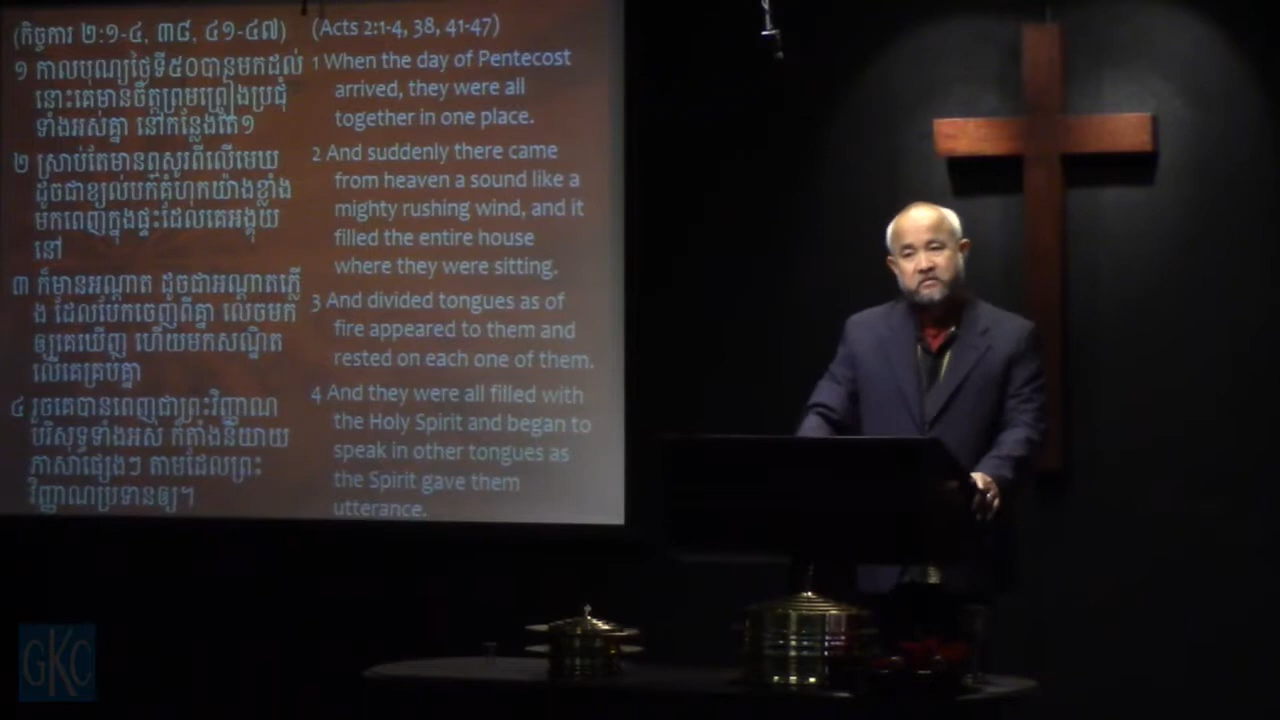 (កិច្ចការ ២:១-៤, ៣៨, ៤១-៤៧)
១ កាលបុណ្យថ្ងៃទី៥០បានមកដល់
នោះគេមានចិត្តព្រមព្រៀងប្រជុំ
ទាំងអស់គ្នា នៅកន្លែងតែ១
២ ស្រាប់តែមានឮសូរពីលើមេឃ
ដូចជាខ្យល់បក់គំហុកយ៉ាងខ្លាំង
មកពេញក្នុងផ្ទះដែលគេអង្គុយ
នៅ
៣ ក៏មានអណ្តាត ដូចជាអណ្តាតភ្លើ
ង ដែលបែកចេញពីគ្នា លេចមក
ឲ្យគេឃើញ ហើយមកសណ្ឋិត
លើគេគ្រប់គ្នា
៤ រួចគេបានពេញជាព្រះវិញ្ញាណ
បរិសុទ្ធទាំងអស់ ក៏តាំងនិយាយ
ភាសាផ្សេងៗ តាមដែលព្រះ
វិញ្ញាណប្រទានឲ្យ។
(Acts 2:1-4, 38, 41-47)
1 When the day of Pentecost
arrived, they were all
together in one place.
2 And suddenly there came
from heaven a sound like a
mighty rushing wind, and it
filled the entire house
where they were sitting.
3 And divided tongues as of
fire appeared to them and
rested on each one of them.
4 And they were all filled with
the Holy Spirit and began to
speak in other tongues as
the Spirit gave them
utterance.
GKC